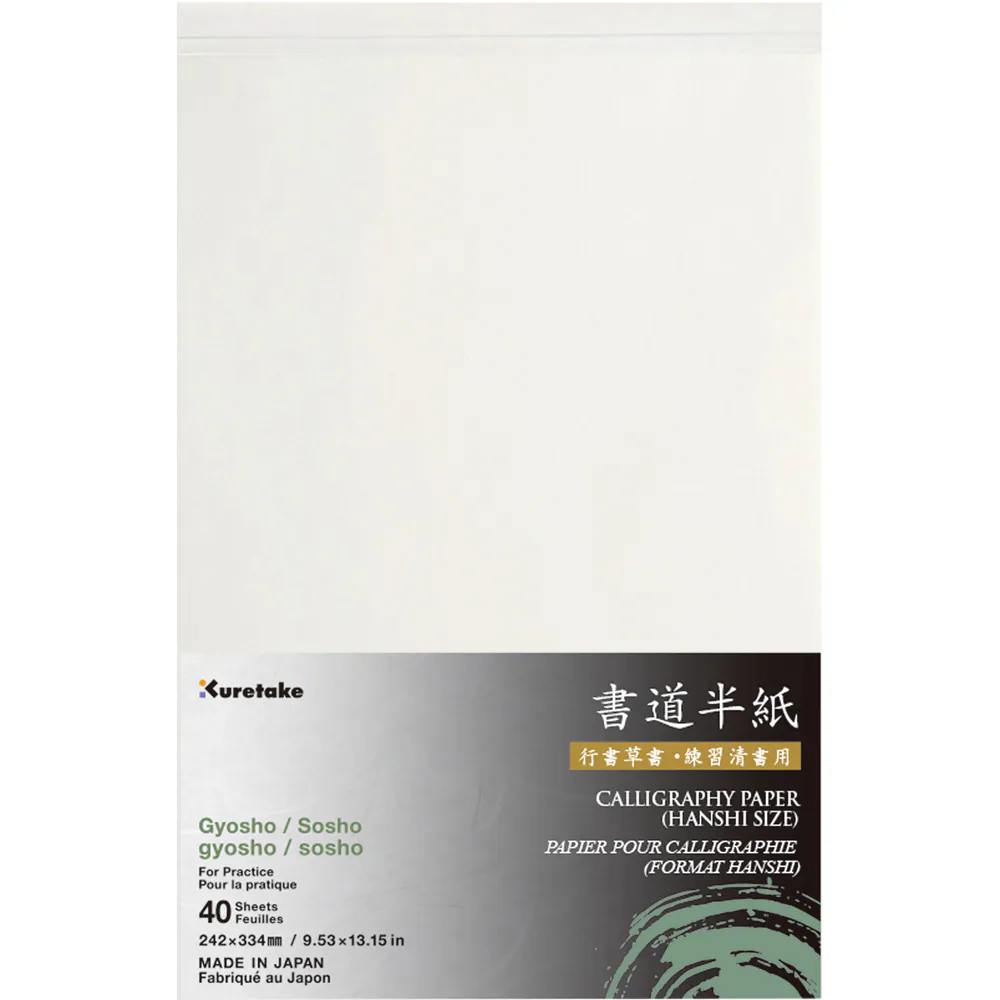 Kuretake
書道半紙
行書草書・練習清書用
CALLIGRAPHY PAPER
(HANSHI SIZE)
PAPIER POUR CALLIGRAPHIE
(FORMAT HANSHI)
Gyosho / Sosho
gyosho / sosho
For Practice
Pour la pratique
40 Sheets
Feuilles
242×334㎜ / 9.53×13.15 in
MADE IN JAPAN
Fabriqué au Japon